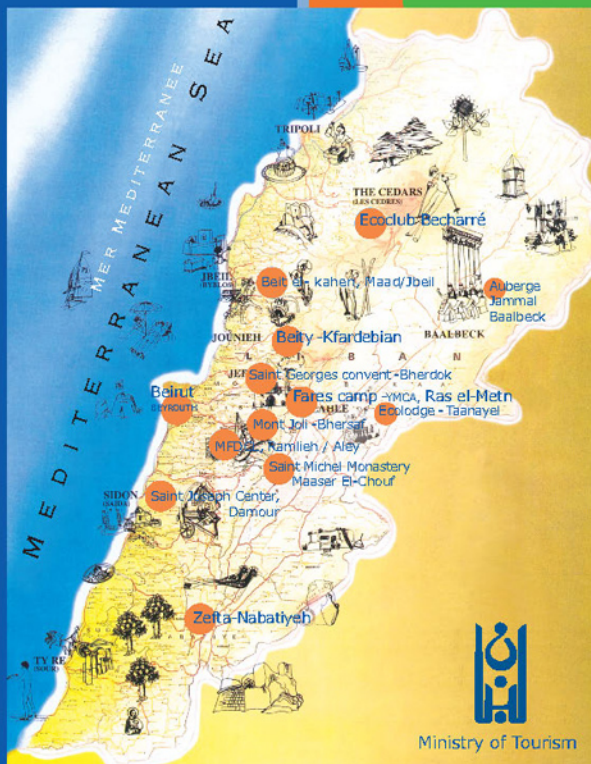 MER MEDITERRANEE
MEDITERRANEAN SEA
TRIPOLI
THE CEDARS
(LES CEDRES)
Ecoclub Becharré
JBEIL
(BYBLOS)
Beit el- kahen, Maad/Jbeil
Auberge
Jammal
Baalbeck
JOUNIEH
Beity -Kfardebian
BAALBECK
L I B A N
Saint Georges convent -Bherdok
Beirut
BEYROUTH
Fares camp -YMCA, Ras el-Metn
Ecolodge - Taanayel
Mont Joli -Bhersaf
Ramlieh / Aley
Saint Michel Monastery
Maaser El-Chouf
SIDON
(SAIDA)
Saint Joseph Center,
Damour
Zefta-Nabatiyeh
TYRE
(SOUR)
لبنان
Ministry of Tourism